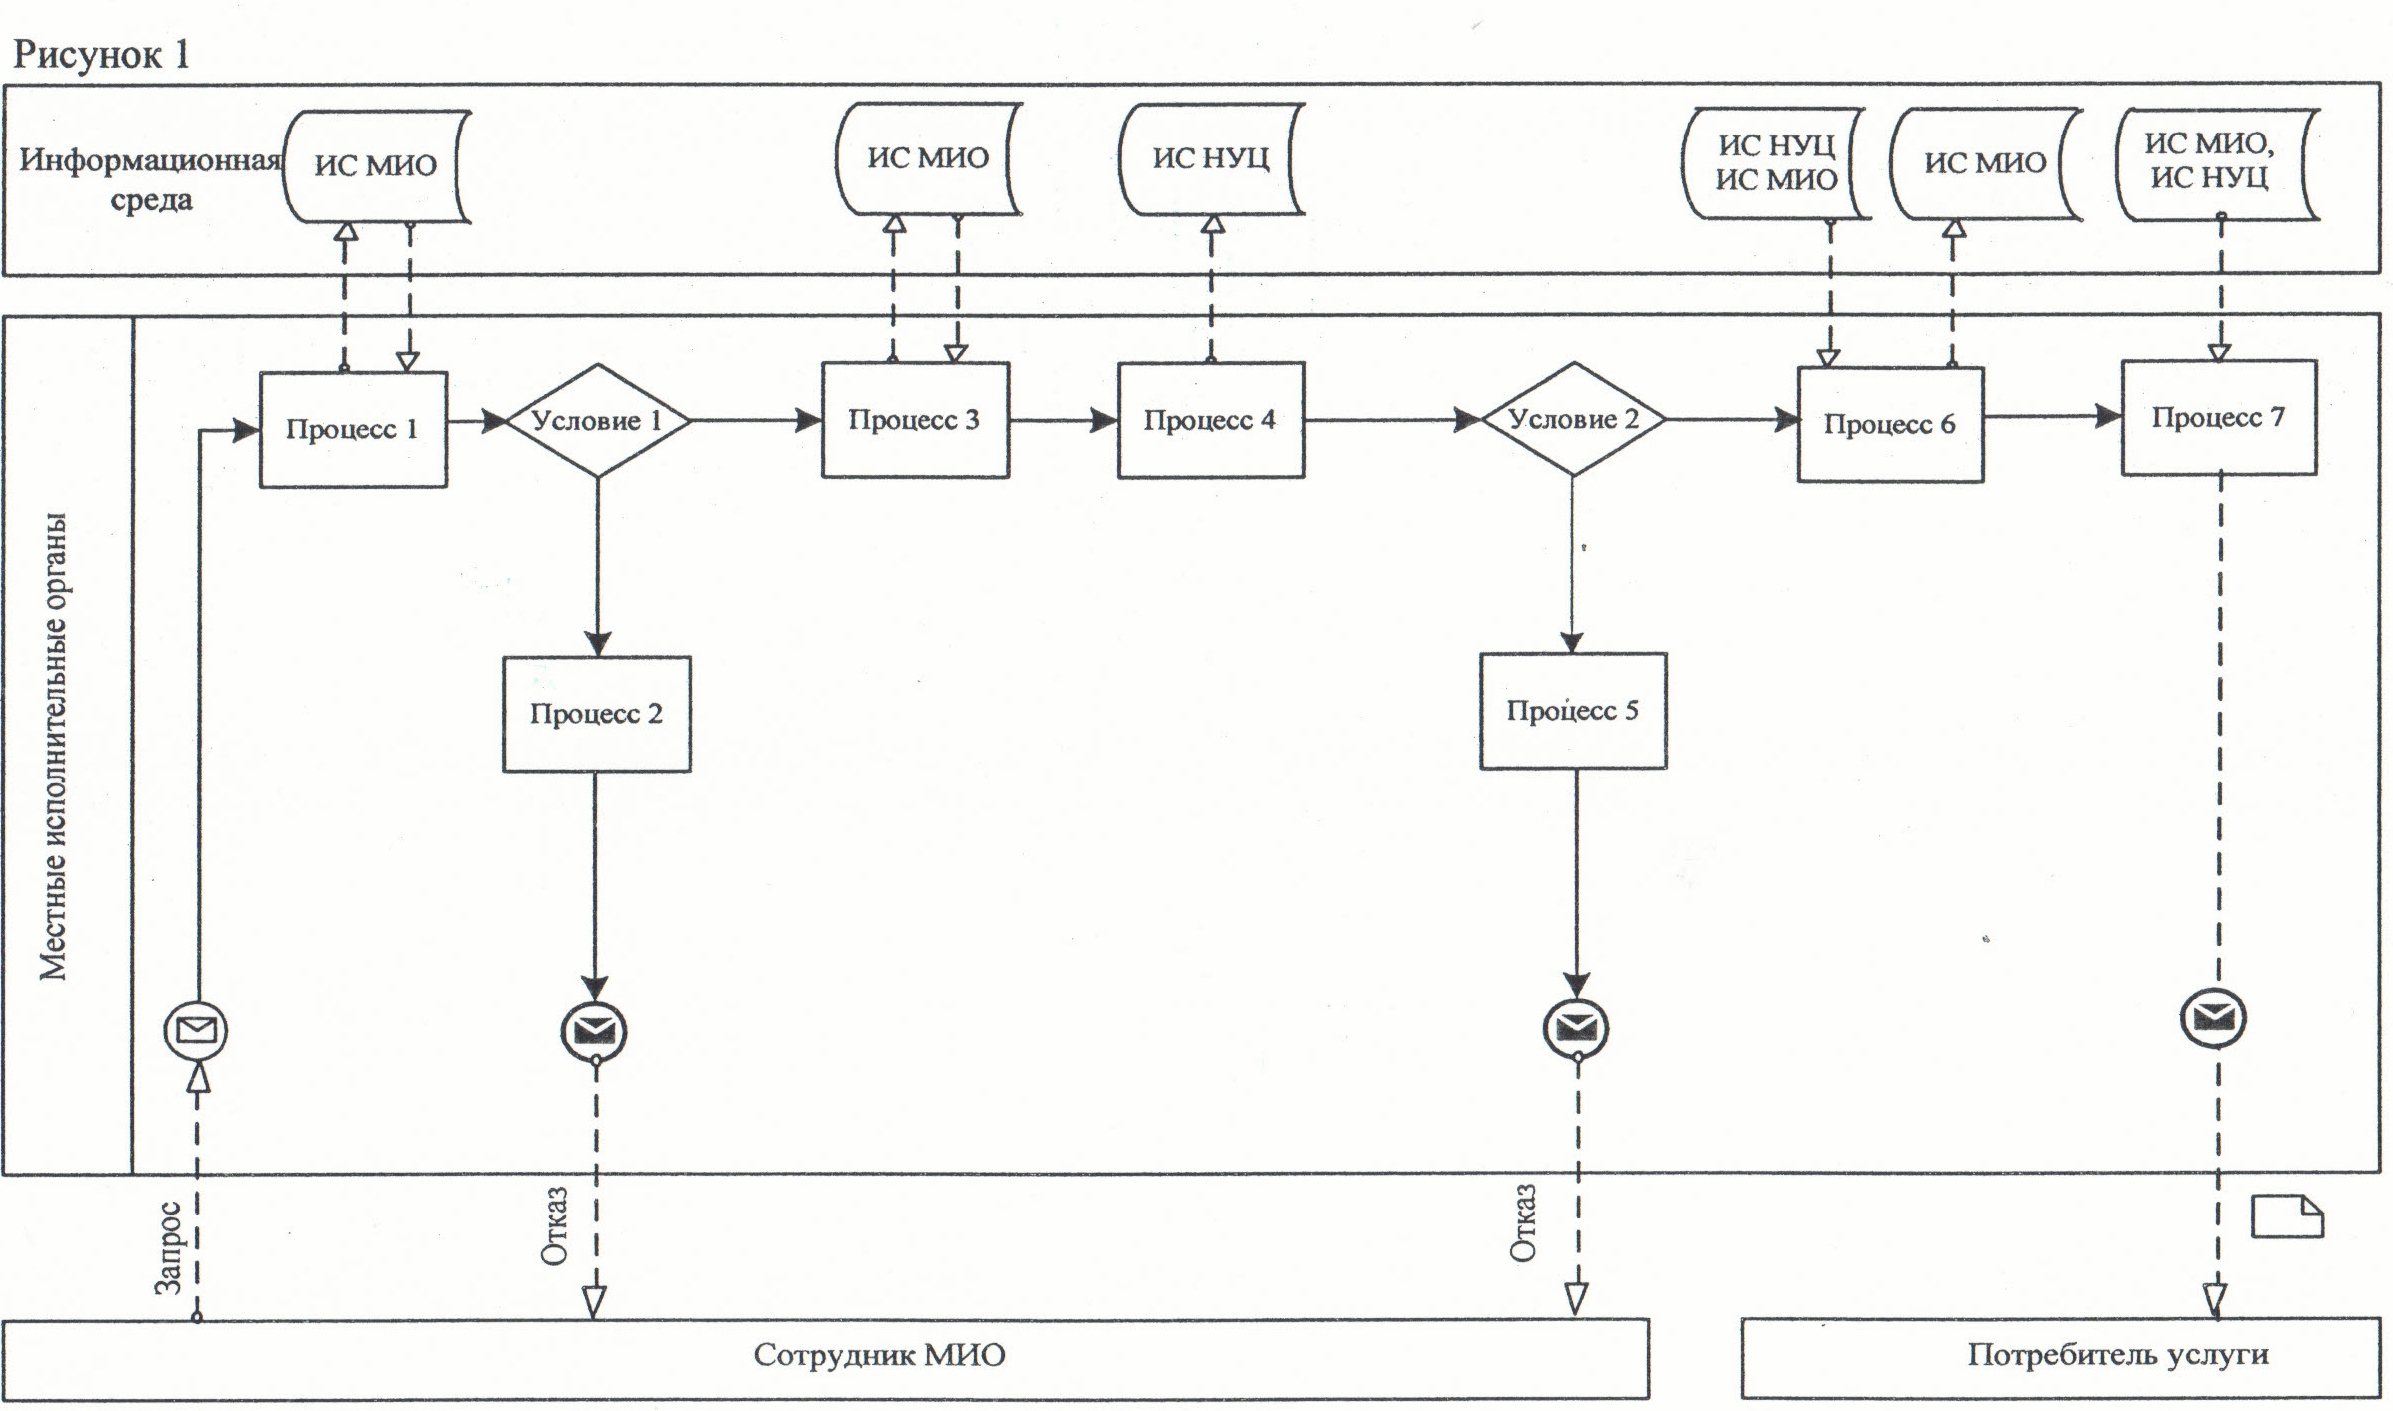 Рисунок 1
Информационная
среда
ИС МИО
ИС МИО
ИС НУЦ
ИС НУЦ
ИС МИО
ИС МИО
ИС МИО,
ИС НУЦ
Местные исполнительные органы
Процесс 1
Условие 1
Процесс 3
Процесс 4
Условие 2
Процесс 6
Процесс 7
Процесс 2
Процесс 5
Запрос
Отказ
Отказ
Сотрудник МИО
Потребитель услуги